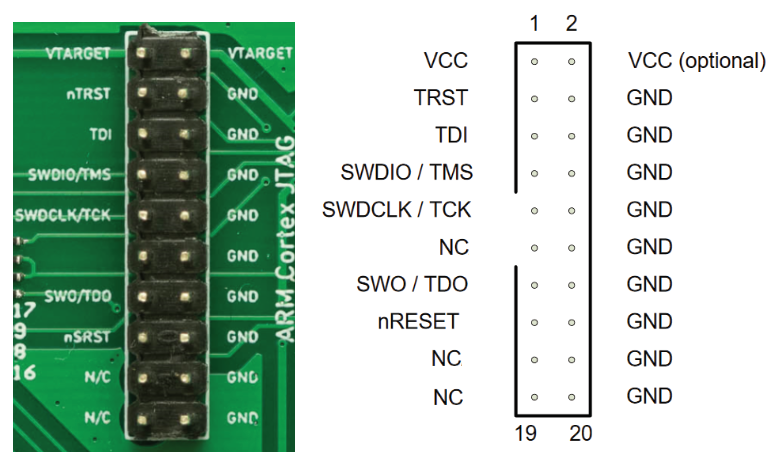 VTARGET VTARGET
nTRST GND
TDI GND
SWDIO/TMS GND
SWDCLK/TCK GND
GND
SWO/TDO GND
nSRST GND
N/C GND
N/C GND
ARM Cortex JTAG
17
9
8
16
1 2
VCC VCC (optional)
TRST GND
TDI GND
SWDIO / TMS GND
SWDCLK / TCK GND
NC GND
SWO / TDO GND
nRESET GND
NC GND
NC GND
19 20